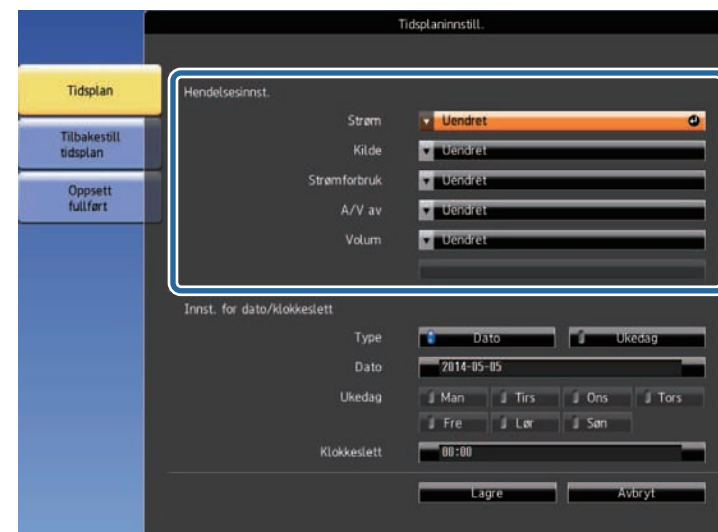 Tidsplaninnstill.
Tidsplan
Tilbakestill
tidsplan
Oppsett
fullført
Hendelsesinnst.
Strøm Uendret
Kilde Uendret
Strømforbruk Uendret
A/V av Uendret
Volum Uendret
Innst. for dato/klokkeslett
Type Dato Ukedag
Dato 2014-05-05
Ukedag Man Tirs Ons Tors
Fre Lør Søn
Klokkeslett 00:00
Lagre Avbryt